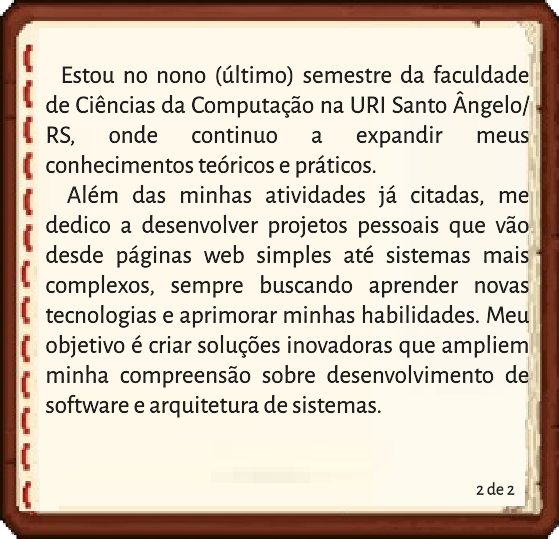 Estou no nono (último) semestre da faculdade
de Ciências da Computação na URI Santo Ângelo/
RS, onde continuo a expandir meus
conhecimentos teóricos e práticos.
Além das minhas atividades já citadas, me
dedico a desenvolver projetos pessoais que vão
desde páginas web simples até sistemas mais
complexos, sempre buscando aprender novas
tecnologias e aprimorar minhas habilidades. Meu
objetivo é criar soluções inovadoras que ampliem
minha compreensão sobre desenvolvimento de
software e arquitetura de sistemas.
2 de 2